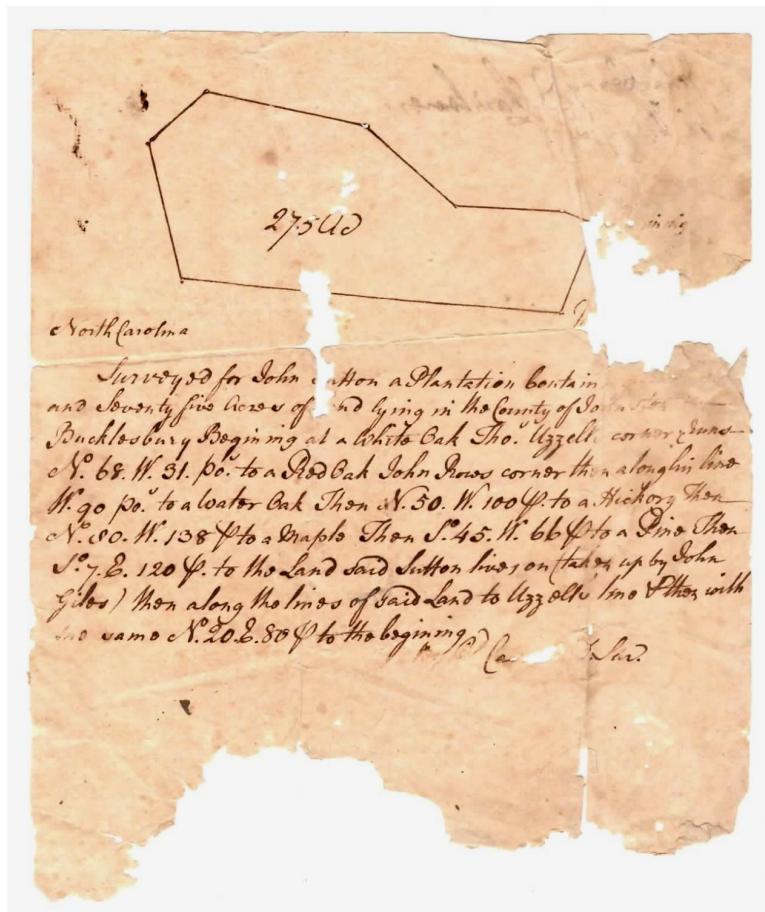 275 Ac
North Carolina
Surveyed for John Sutton a Plantation Contain
and Seventy five Acres of Land lying in the County of
Bucklesbury Begining at a White Oak Tho.s Uzzells corner & runs
N.o 68. W. 31. po.s to a Red Oak John Rows corner then along his line
W. 90 po.s to a Water Oak Then N. 50. W. 100 p. to a Hickory Then
N.o 80. W. 138 p to a Maple Then S.o 45. W. 66 p to a Pine Then
S.o 7. E. 120 p. to the Land said Sutton lives on (taken up by John
Giles) then along the lines of said Land to Uzzells line & then with
the same N.o 20. E. 80 p to the begining
Sur.